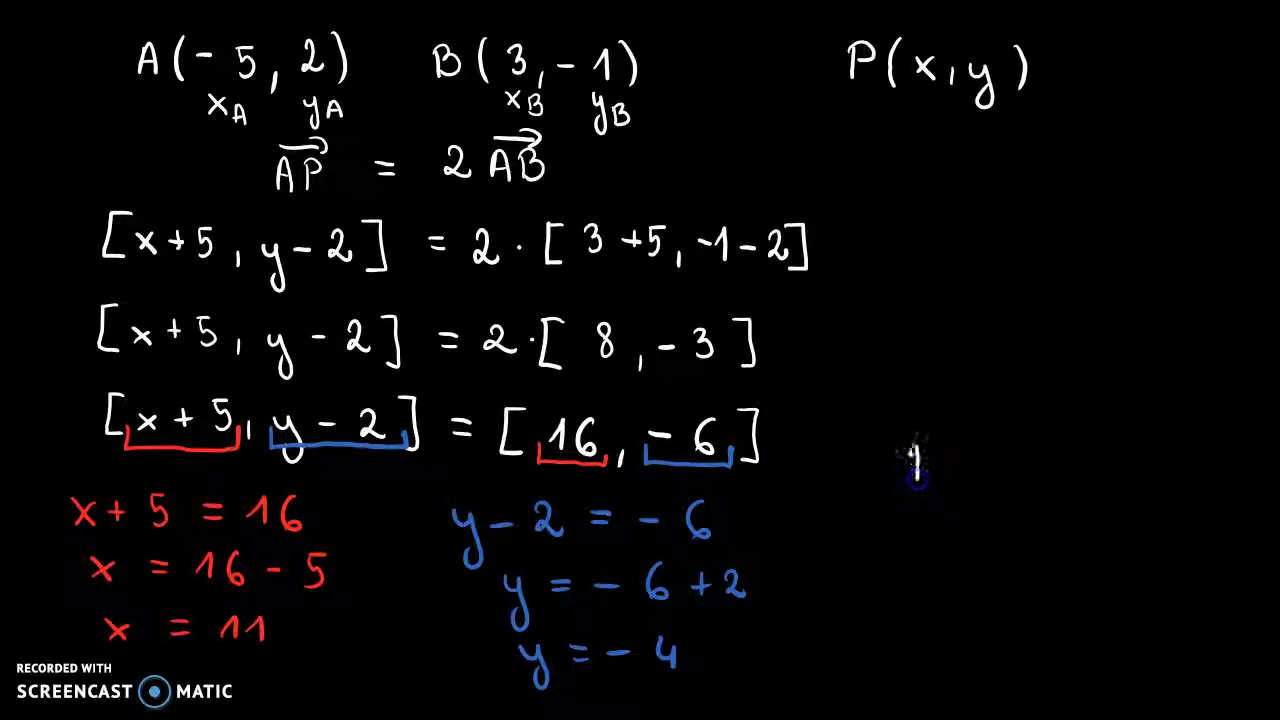 A(-5, 2) B(3, -1) P(x, y)
xA yA xB yB
AP = 2 AB
[x+5, y-2] = 2 · [3+5, -1-2]
[x+5, y-2] = 2 · [8, -3]
[x+5, y-2] = [16, -6]
x+5 = 16
x = 16-5
x = 11
y-2 = -6
y = -6+2
y = -4
RECORDED WITH
SCREENCAST MATIC